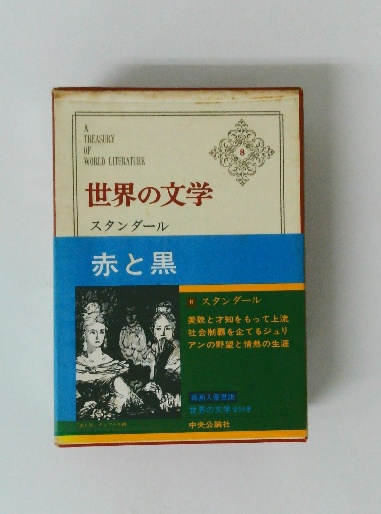 A
TREASURY
OF
WORLD LITERATURE
8
世界の文学
スタンダール
赤と黒
8 スタンダール
美貌と才知をもって上流
社会制覇を企てるジュリ
アンの野望と情熱の生涯
世界の文学
中央公論社